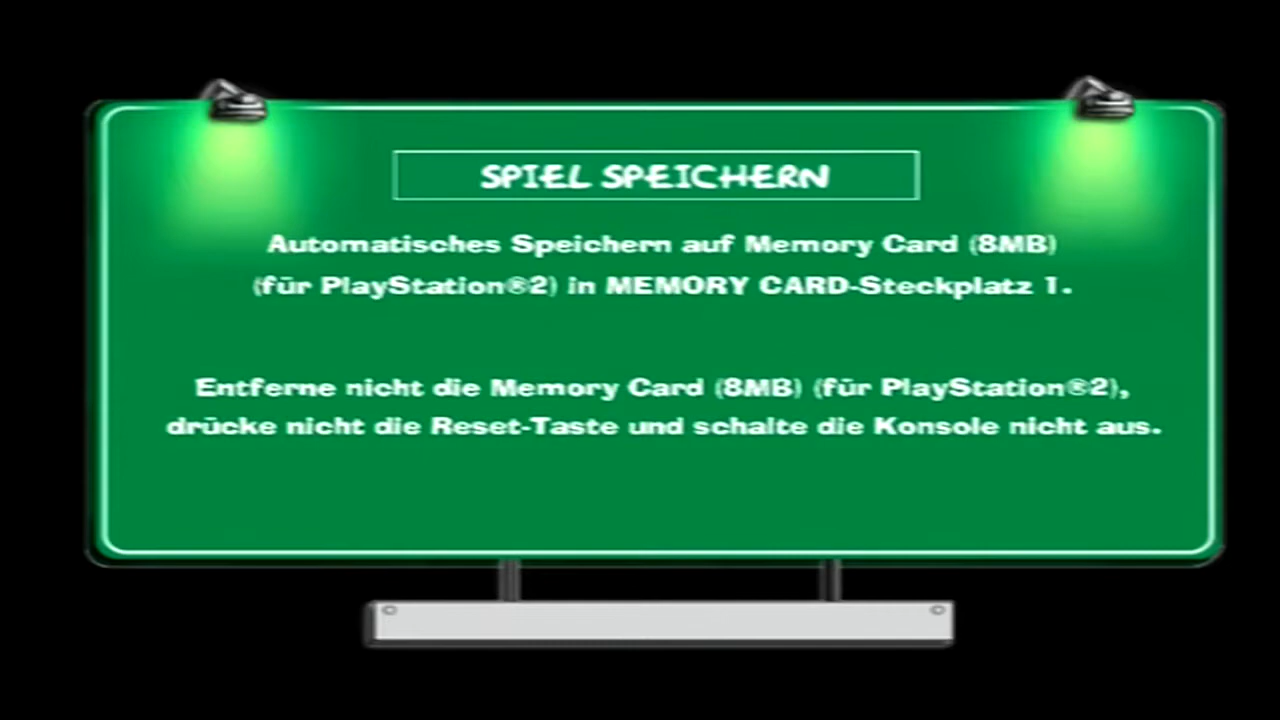 SPIEL SPEICHERN
Automatisches Speichern auf Memory Card (8MB)
(für PlayStation®2) in MEMORY CARD-Steckplatz 1.
Entferne nicht die Memory Card (8MB) (für PlayStation®2),
drücke nicht die Reset-Taste und schalte die Konsole nicht aus.